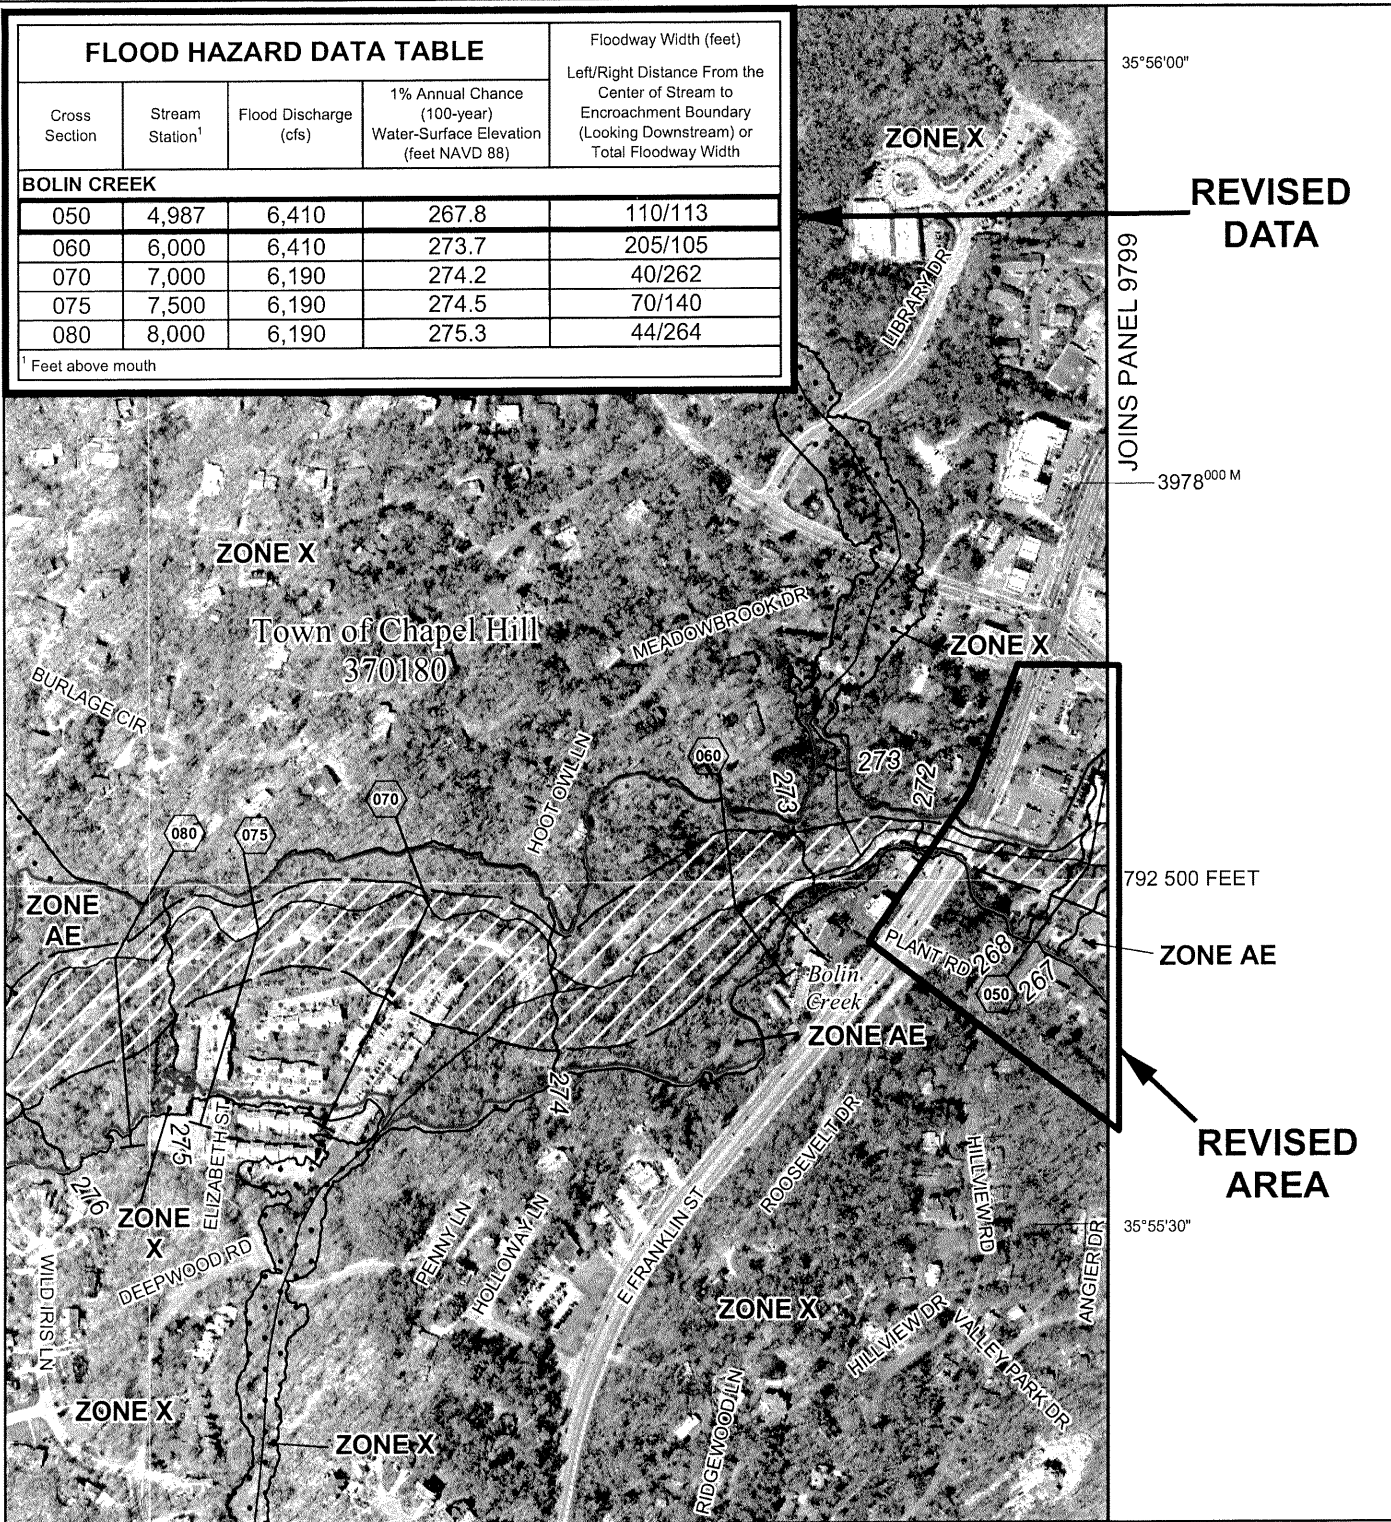 FLOOD HAZARD DATA TABLE
Floodway Width (feet)
Left/Right Distance From the
Center of Stream to
Encroachment Boundary
(Looking Downstream) or
Total Floodway Width
Cross
Section
Stream
Station¹
Flood Discharge
(cfs)
1% Annual Chance
(100-year)
Water-Surface Elevation
(feet NAVD 88)
BOLIN CREEK
050 4,987 6,410 267.8 110/113
060 6,000 6,410 273.7 205/105
070 7,000 6,190 274.2 40/262
075 7,500 6,190 274.5 70/140
080 8,000 6,190 275.3 44/264
¹ Feet above mouth
35°56'00"
ZONE X
REVISED
DATA
LIBRARY DR
JOINS PANEL 9799
3978000 M
ZONE X
Town of Chapel Hill
370180
MEADOWBROOK DR
ZONE X
BURLAGE CIR
HOOT OWL LN
060
273
273
272
070
080
075
792 500 FEET
ZONE
AE
PLANT RD
268
267
050
ZONE AE
Bolin
Creek
ZONE AE
274
275
276
ELIZABETH ST
ROOSEVELT DR
HILLVIEW RD
REVISED
AREA
ZONE
X
DEEPWOOD RD
PENNY LN
HOLLOWAY LN
E FRANKLIN ST
35°55'30"
ANGIER DR
WILD IRIS LN
ZONE X
HILLVIEW DR
VALLEY PARK DR
RIDGEWOOD LN
ZONE X
ZONE X